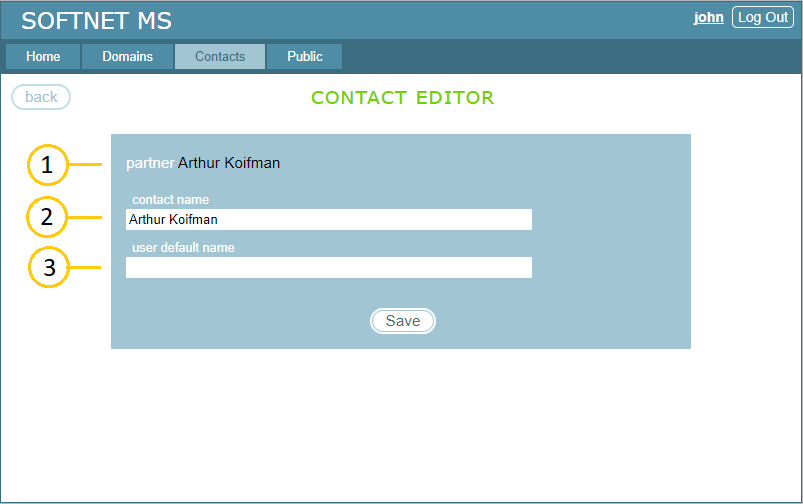 SOFTNET MS
john Log Out
Home Domains Contacts Public
back
CONTACT EDITOR
1 partner Arthur Koifman
contact name
2 Arthur Koifman
user default name
3
Save